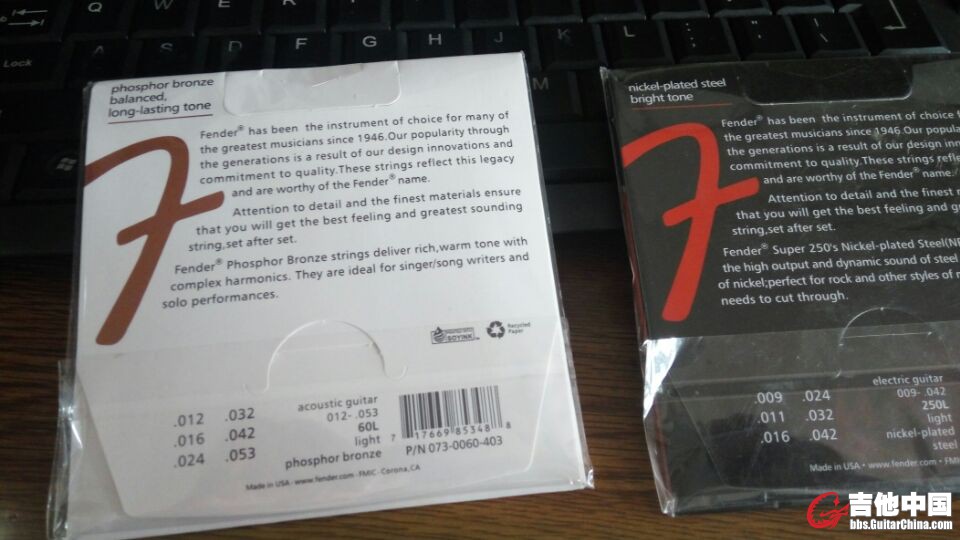 Lock
A
S
D
F
G
H
J
K
L
M
phosphor bronze
balanced,
long-lasting tone
Fender® has been the instrument of choice for many of
the greatest musicians since 1946.Our popularity through
the generations is a result of our design innovations and
commitment to quality.These strings reflect this legacy
and are worthy of the Fender® name.
Attention to detail and the finest materials ensure
that you will get the best feeling and greatest sounding
string,set after set.
Fender® Phosphor Bronze strings deliver rich,warm tone with
complex harmonics. They are ideal for singer/song writers and
solo performances.
SOYINK™
Recycled
Paper
.012 .032
.016 .042
.024 .053
acoustic guitar
012- .053
60L
light
phosphor bronze
7 17669 85348 8
P/N 073-0060-403
Made in USA · www.fender.com · FMIC · Corona,CA
nickel-plated steel
bright tone
Fender® has been the instrument of choice
the greatest musicians since 1946.Our
the generations is a result of our design
commitment to quality.These strings
and are worthy of the Fender® name.
Attention to detail and the finest
that you will get the best feeling and
string,set after set.
Fender® Super 250's Nickel-plated
the high output and dynamic sound of steel
of nickel;perfect for rock and other styles of
needs to cut through.
.009 .024
.011 .032
.016 .042
electric guitar
009- .042
250L
light
nickel-plated
steel
Made in USA • www.fender.com •
吉他中国
bbs.GuitarChina.com